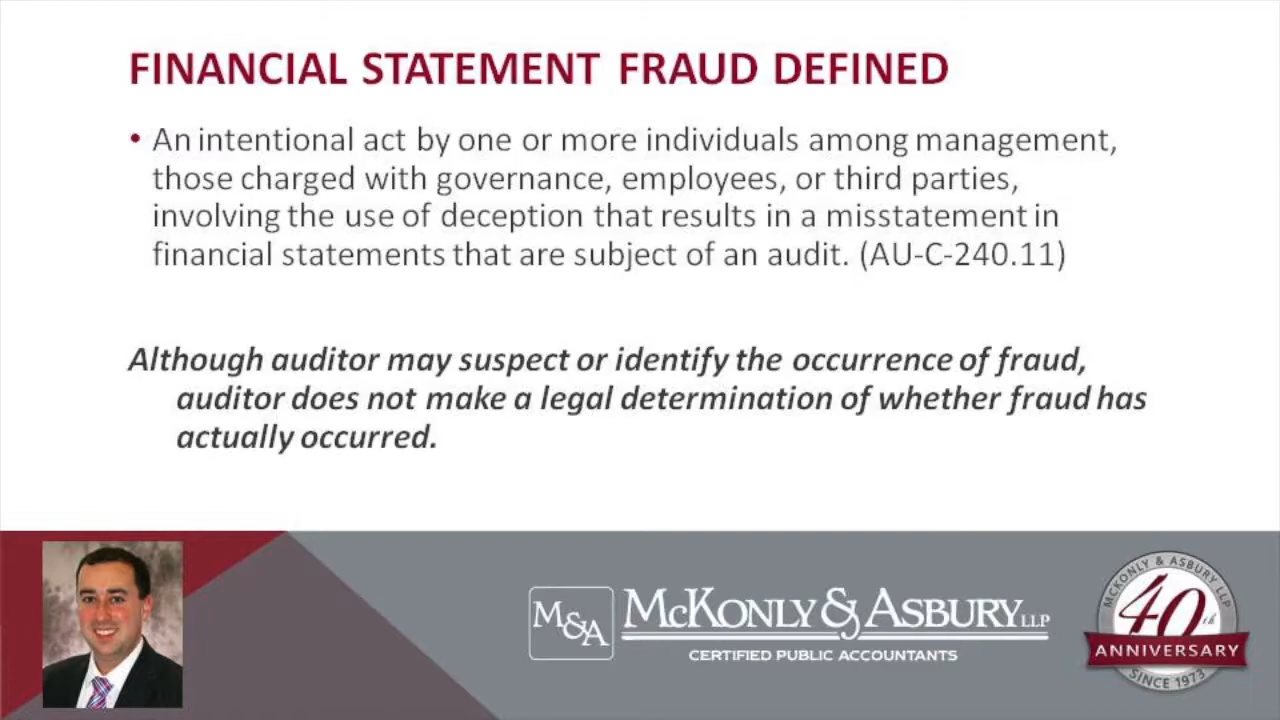 FINANCIAL STATEMENT FRAUD DEFINED
• An intentional act by one or more individuals among management,
those charged with governance, employees, or third parties,
involving the use of deception that results in a misstatement in
financial statements that are subject of an audit. (AU-C-240.11)
Although auditor may suspect or identify the occurrence of fraud,
auditor does not make a legal determination of whether fraud has
actually occurred.
M&A
McKonly & Asbury LLP
CERTIFIED PUBLIC ACCOUNTANTS
McKONLY & ASBURY LLP
40th
ANNIVERSARY
SINCE 1973